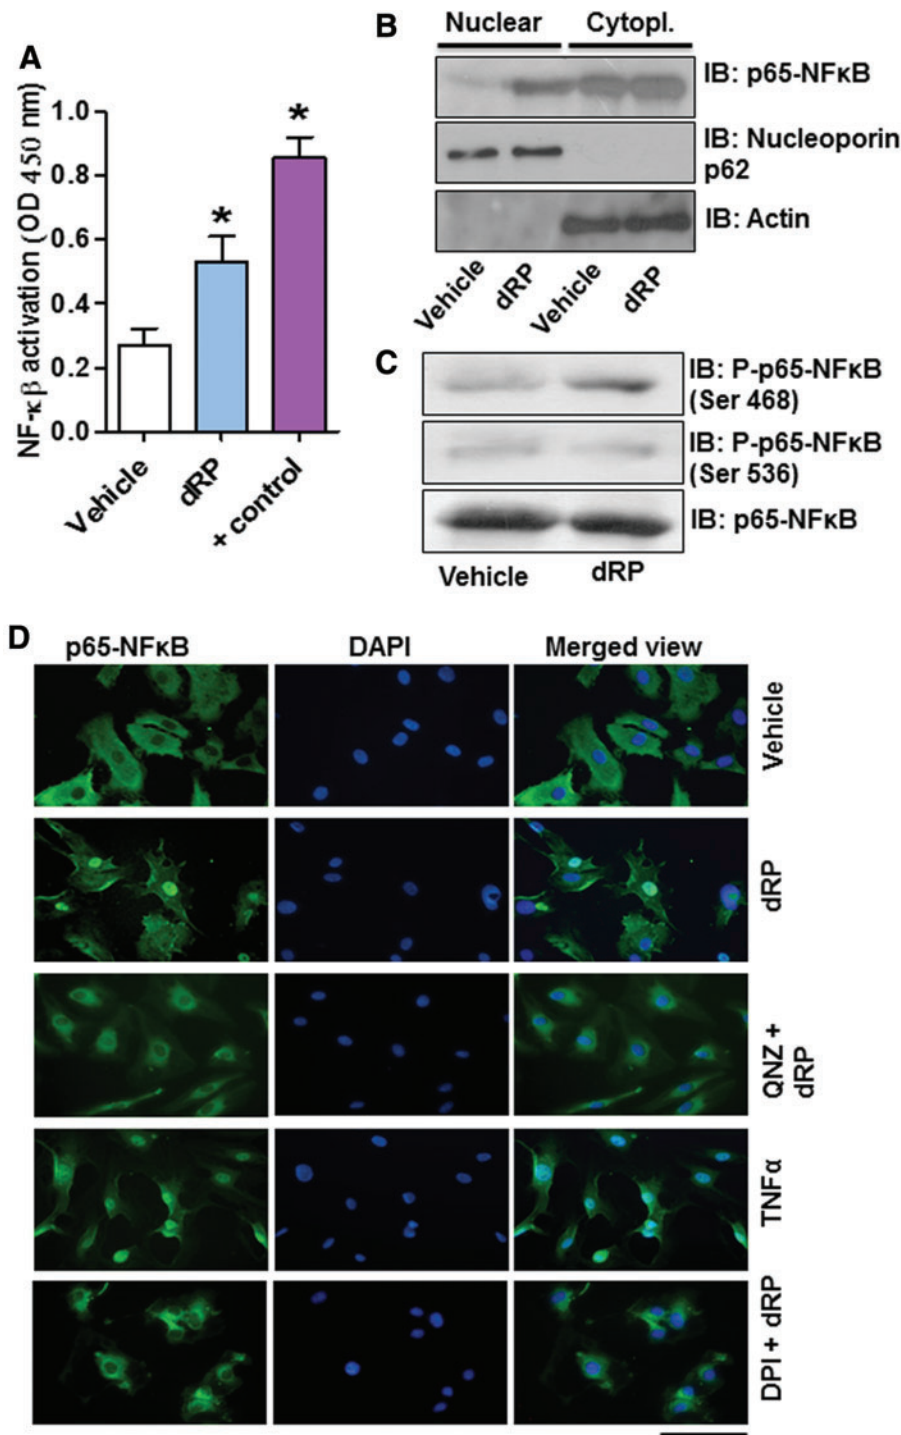 A
NF-κβ activation (OD 450 nm)
1.0
0.8
0.6
0.4
0.2
0.0
*
*
Vehicle
dRP
+ control
B
Nuclear Cytopl.
IB: p65-NFκB
IB: Nucleoporin
p62
IB: Actin
Vehicle
dRP
Vehicle
dRP
C
IB: P-p65-NFκB
(Ser 468)
IB: P-p65-NFκB
(Ser 536)
IB: p65-NFκB
Vehicle dRP
D
p65-NFκB DAPI Merged view
Vehicle
dRP
QNZ +
dRP
TNFα
DPI + dRP